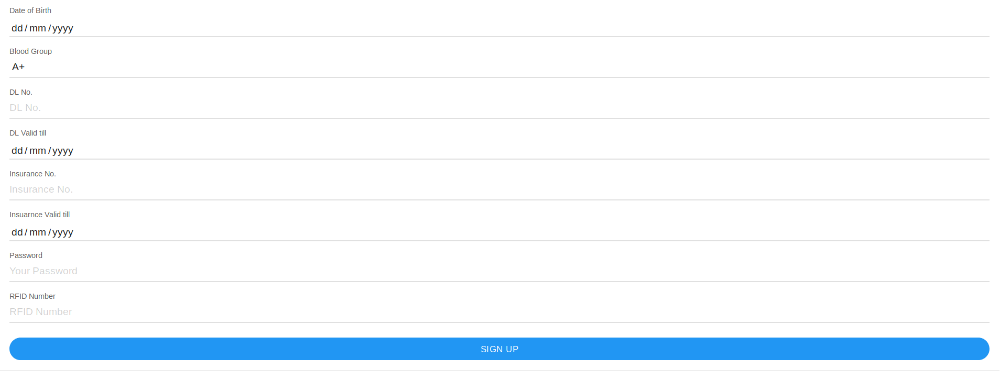 Date of Birth
dd/mm/yyyy
Blood Group
A+
DL No.
DL No.
DL Valid till
dd/mm/yyyy
Insurance No.
Insurance No.
Insuarnce Valid till
dd/mm/yyyy
Password
Your Password
RFID Number
RFID Number
SIGN UP